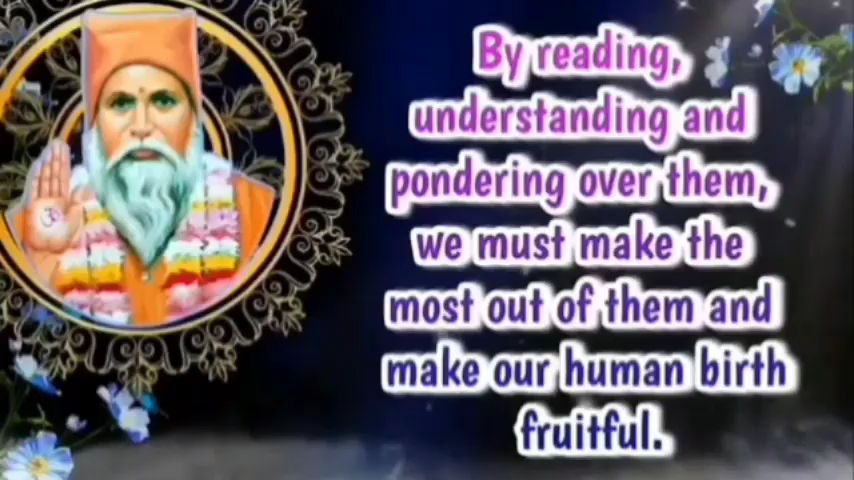 By reading,
understanding and
pondering over them,
we must make the
most out of them and
make our human birth
fruitful.
ॐ